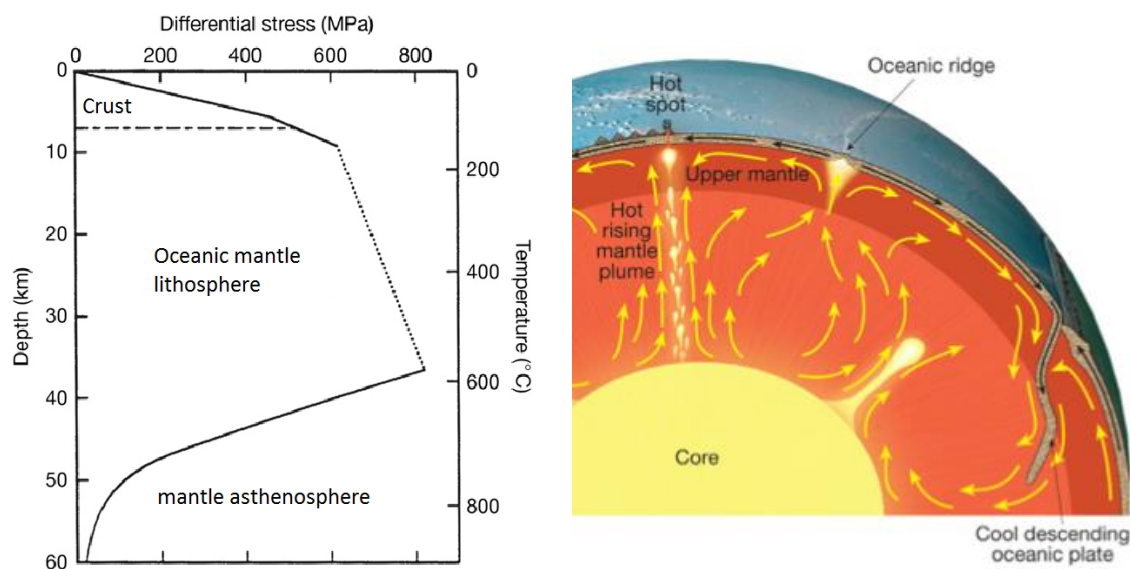 Differential stress (MPa)
0 200 400 600 800
0
10
20
30
40
50
60
Depth (km)
Crust
Oceanic mantle
lithosphere
mantle asthenosphere
0
200
400
600
800
Temperature (°C)
Oceanic ridge
Hot
spot
Upper mantle
Hot
rising
mantle
plume
Core
Cool descending
oceanic plate